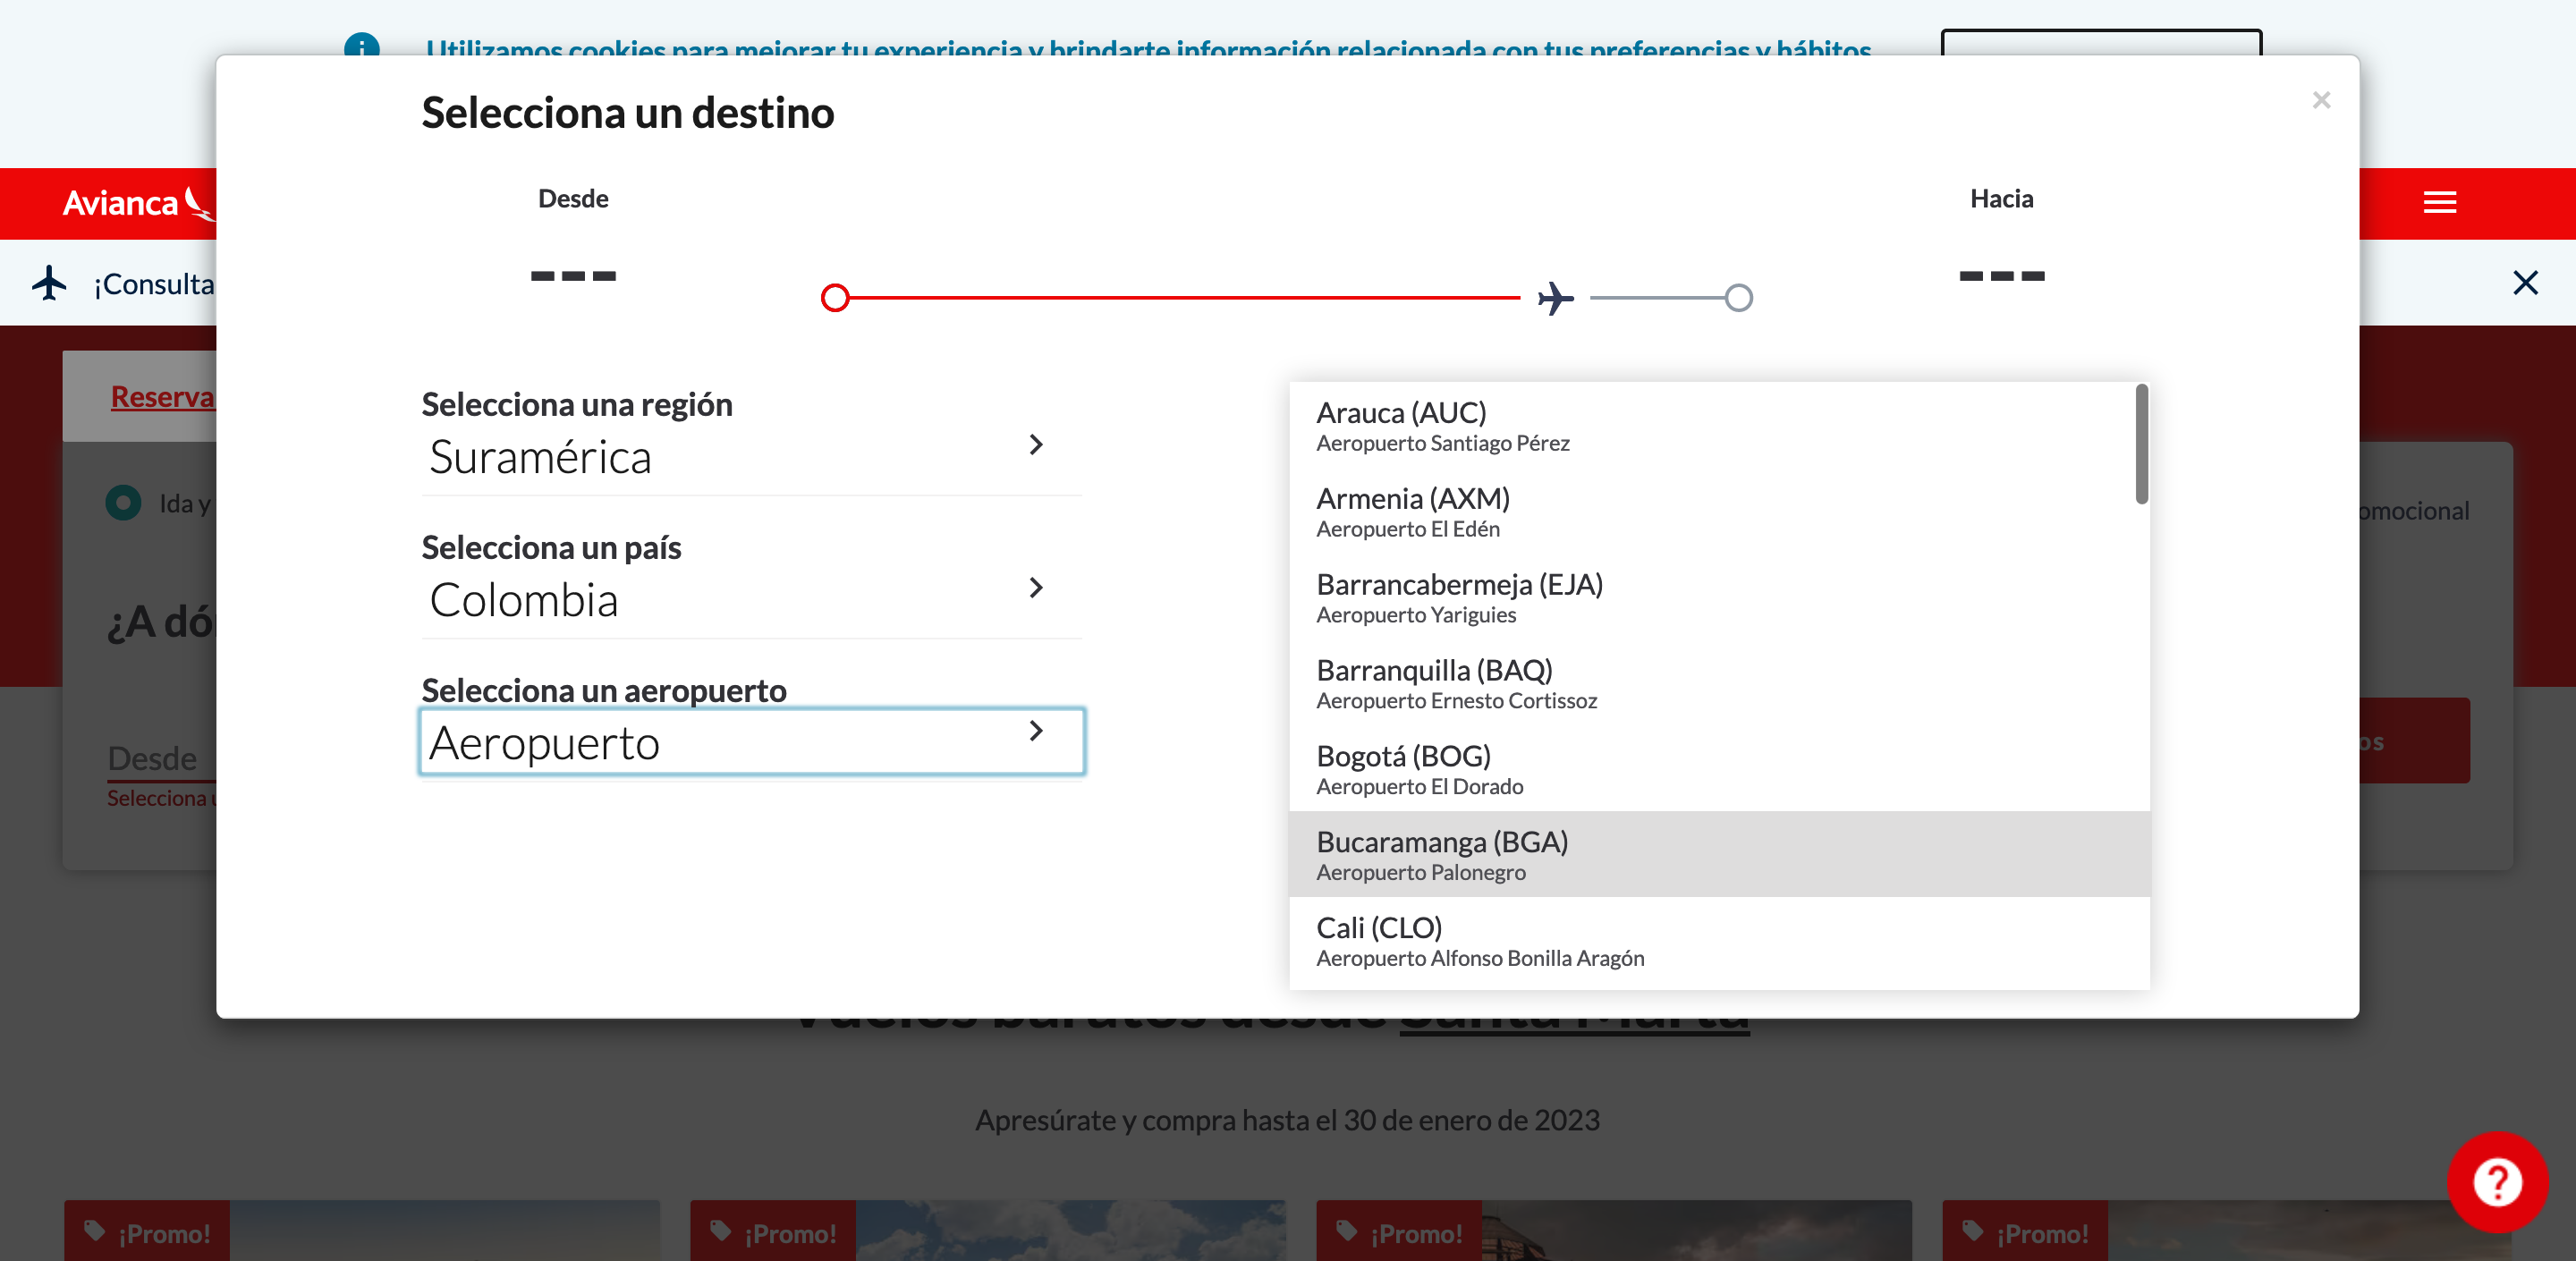 Utilizamos cookies para mejorar tu experiencia y brindarte información relacionada con tus preferencias y hábitos
Selecciona un destino
×
Avianca
Desde
Hacia
---
---
¡Consulta
Reserva
Selecciona una región
Suramérica
Ida y
omocional
Selecciona un país
Colombia
¿A dó
Selecciona un aeropuerto
Aeropuerto
Desde
Selecciona
os
Arauca (AUC)
Aeropuerto Santiago Pérez
Armenia (AXM)
Aeropuerto El Edén
Barrancabermeja (EJA)
Aeropuerto Yariguies
Barranquilla (BAQ)
Aeropuerto Ernesto Cortissoz
Bogotá (BOG)
Aeropuerto El Dorado
Bucaramanga (BGA)
Aeropuerto Palonegro
Cali (CLO)
Aeropuerto Alfonso Bonilla Aragón
Vuelos baratos desde Santa Marta
Apresúrate y compra hasta el 30 de enero de 2023
¡Promo!
¡Promo!
¡Promo!
¡Promo!
?